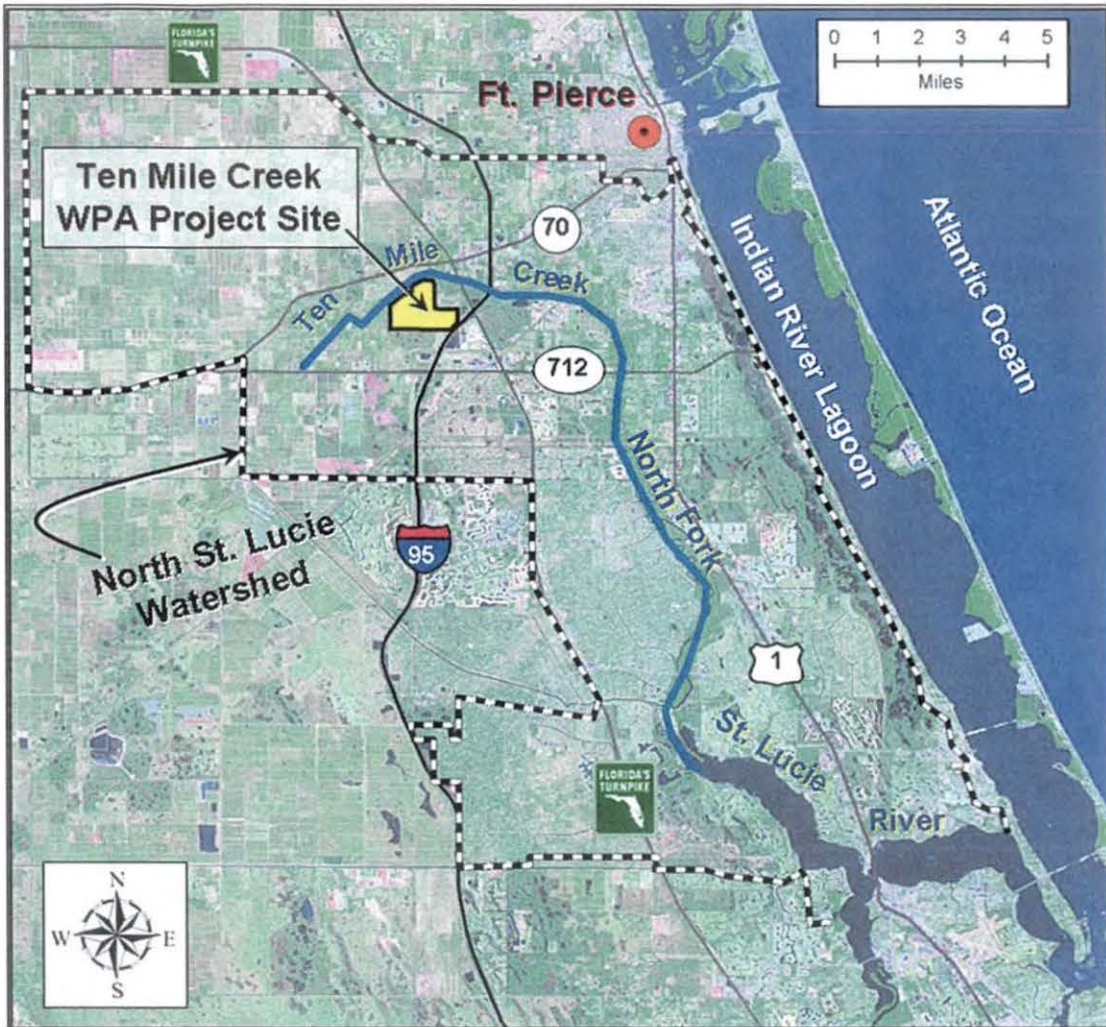 FLORIDA'S
TURNPIKE
0 1 2 3 4 5
Miles
Ft. Pierce
Ten Mile Creek
WPA Project Site
70
Ten Mile Creek
Indian River Lagoon
Atlantic Ocean
712
North Fork
95
North St. Lucie
Watershed
1
St. Lucie
River
FLORIDA'S
TURNPIKE
N
W E
S